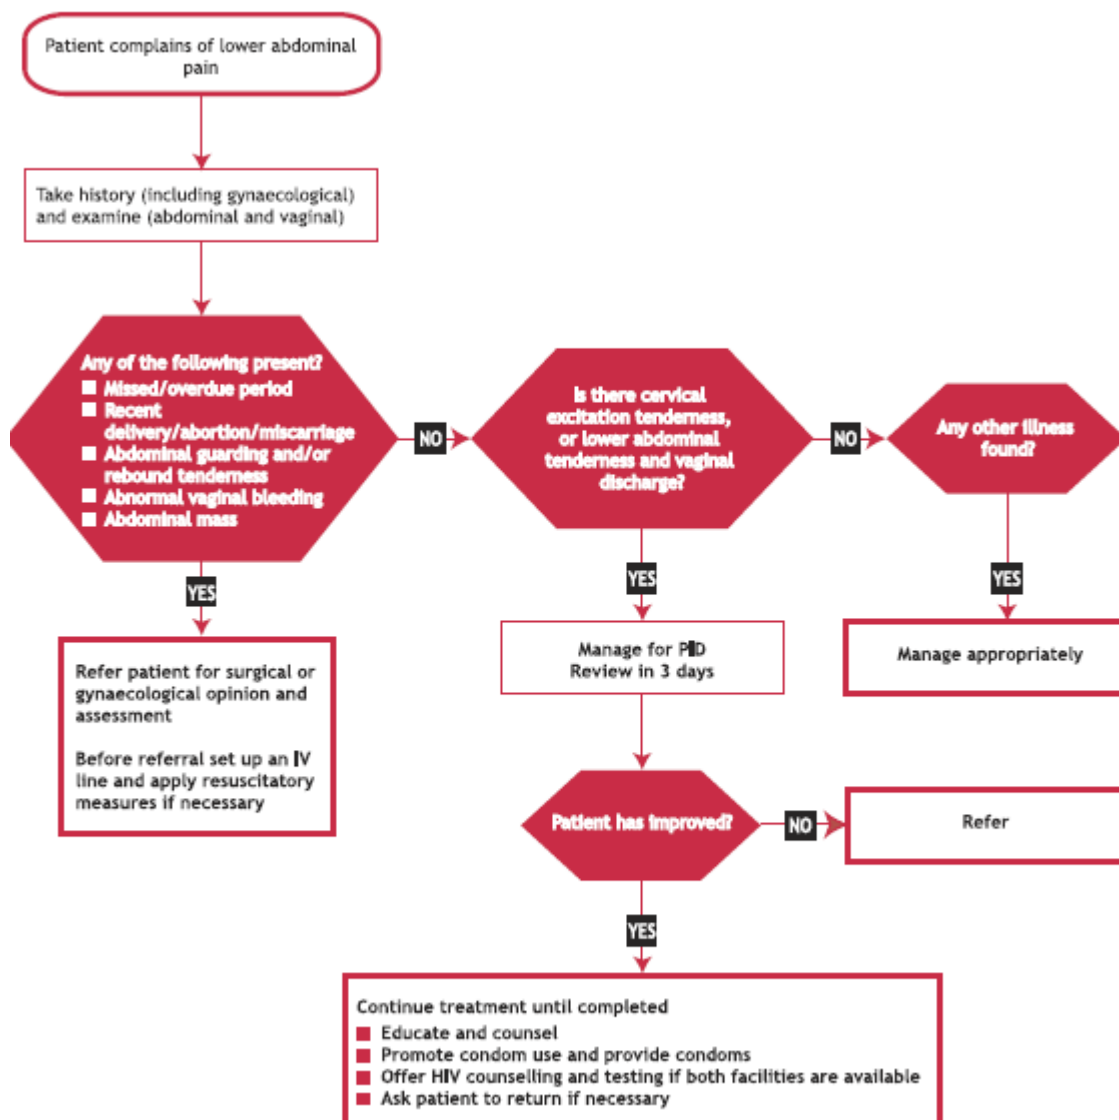 Patient complains of lower abdominal
pain
Take history (including gynaecological)
and examine (abdominal and vaginal)
Any of the following present?
Missed/overdue period
Recent
delivery/abortion/miscarriage
Abdominal guarding and/or
rebound tenderness
Abnormal vaginal bleeding
Abdominal mass
NO
Is there cervical
excitation tenderness,
or lower abdominal
tenderness and vaginal
discharge?
NO
Any other illness
found?
YES
YES
YES
Refer patient for surgical or
gynaecological opinion and
assessment
Before referral set up an IV
line and apply resuscitatory
measures if necessary
Manage for PID
Review in 3 days
Manage appropriately
Patient has improved?
NO
Refer
YES
Continue treatment until completed
Educate and counsel
Promote condom use and provide condoms
Offer HIV counselling and testing if both facilities are available
Ask patient to return if necessary